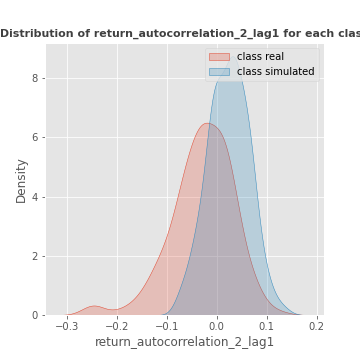 Distribution of return_autocorrelation_2_lag1 for each clas
class real
class simulated
8
6
4
2
0
Density
−0.3 −0.2 −0.1 0.0 0.1 0.2
return_autocorrelation_2_lag1